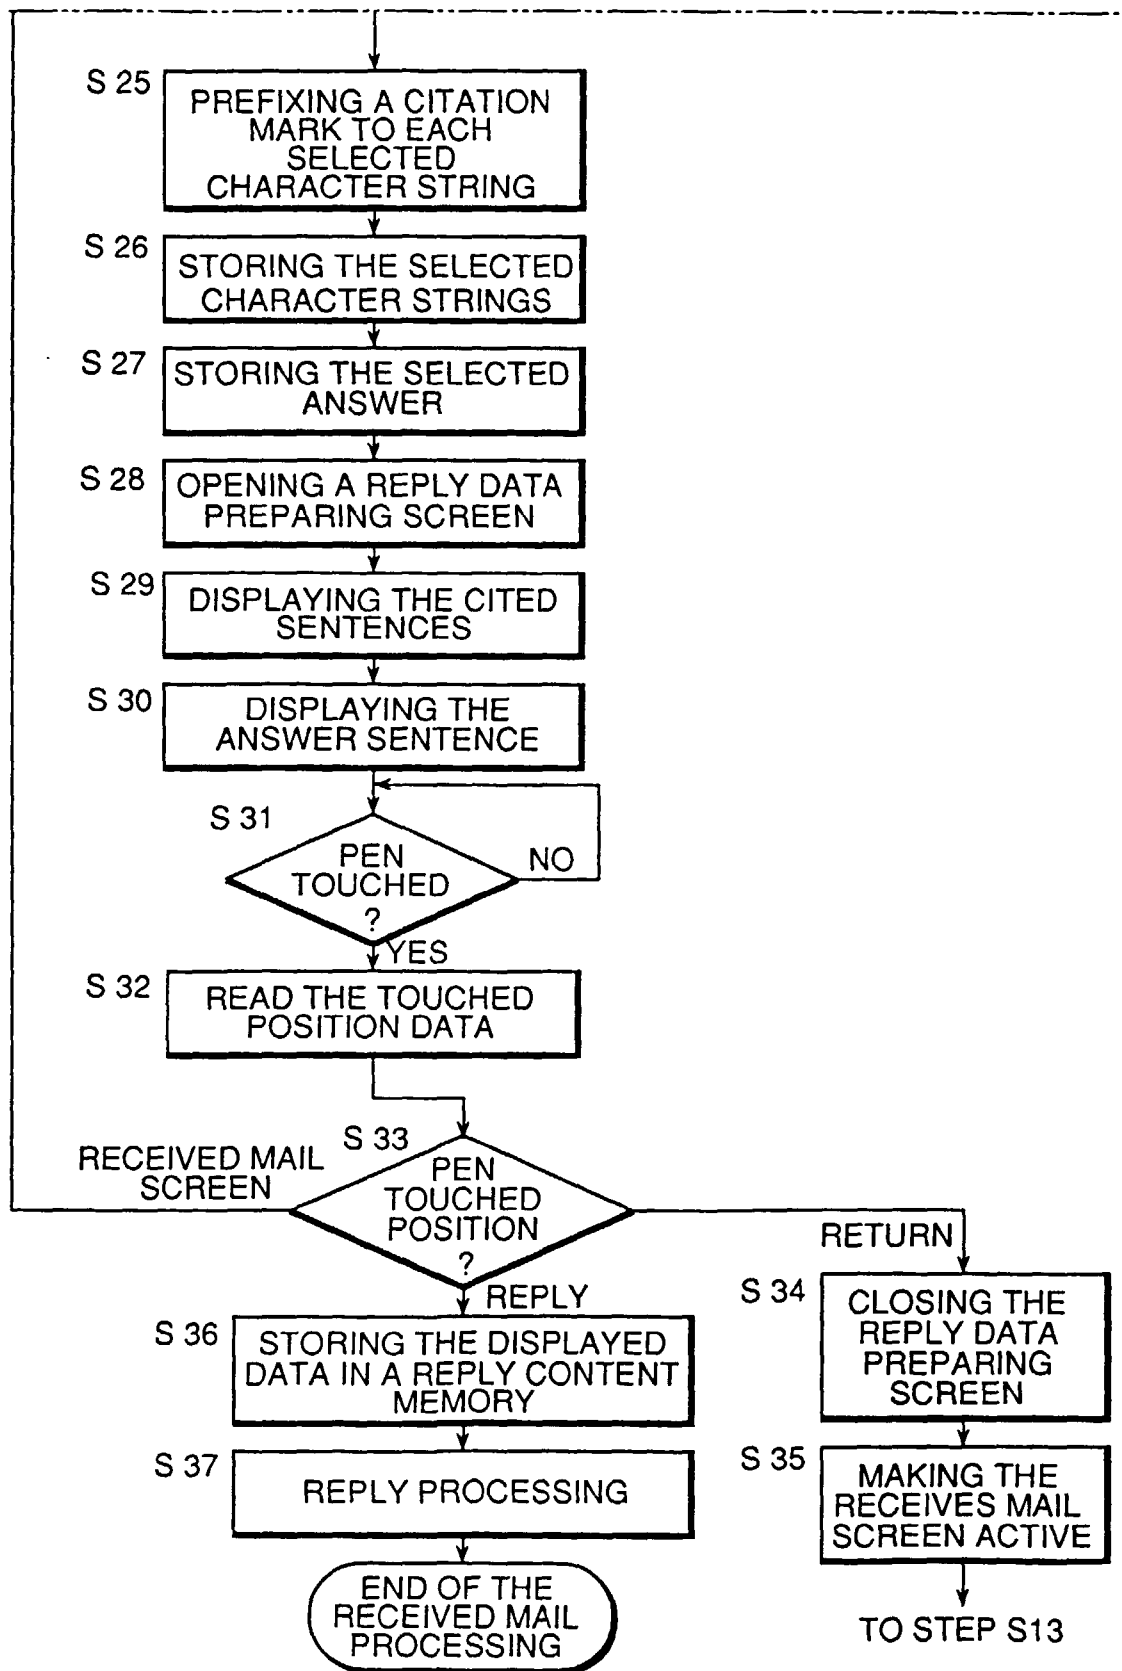 S 25
PREFIXING A CITATION
MARK TO EACH
SELECTED
CHARACTER STRING
S 26
STORING THE SELECTED
CHARACTER STRINGS
S 27
STORING THE SELECTED
ANSWER
S 28
OPENING A REPLY DATA
PREPARING SCREEN
S 29
DISPLAYING THE CITED
SENTENCES
S 30
DISPLAYING THE
ANSWER SENTENCE
S 31
PEN
TOUCHED
?
NO
YES
S 32
READ THE TOUCHED
POSITION DATA
S 33
PEN
TOUCHED
POSITION
?
RECEIVED MAIL
SCREEN
RETURN
REPLY
S 34
CLOSING THE
REPLY DATA
PREPARING
SCREEN
S 36
STORING THE DISPLAYED
DATA IN A REPLY CONTENT
MEMORY
S 35
MAKING THE
RECEIVES MAIL
SCREEN ACTIVE
S 37
REPLY PROCESSING
END OF THE
RECEIVED MAIL
PROCESSING
TO STEP S13